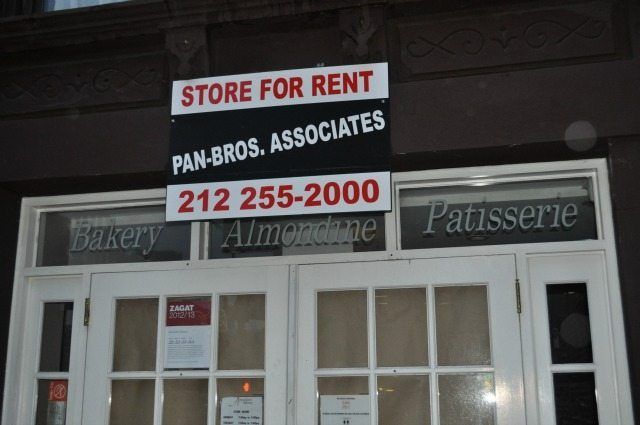 STORE FOR RENT
PAN-BROS. ASSOCIATES
212 255-2000
Bakery Almondine Patisserie
ZAGAT
2012/13